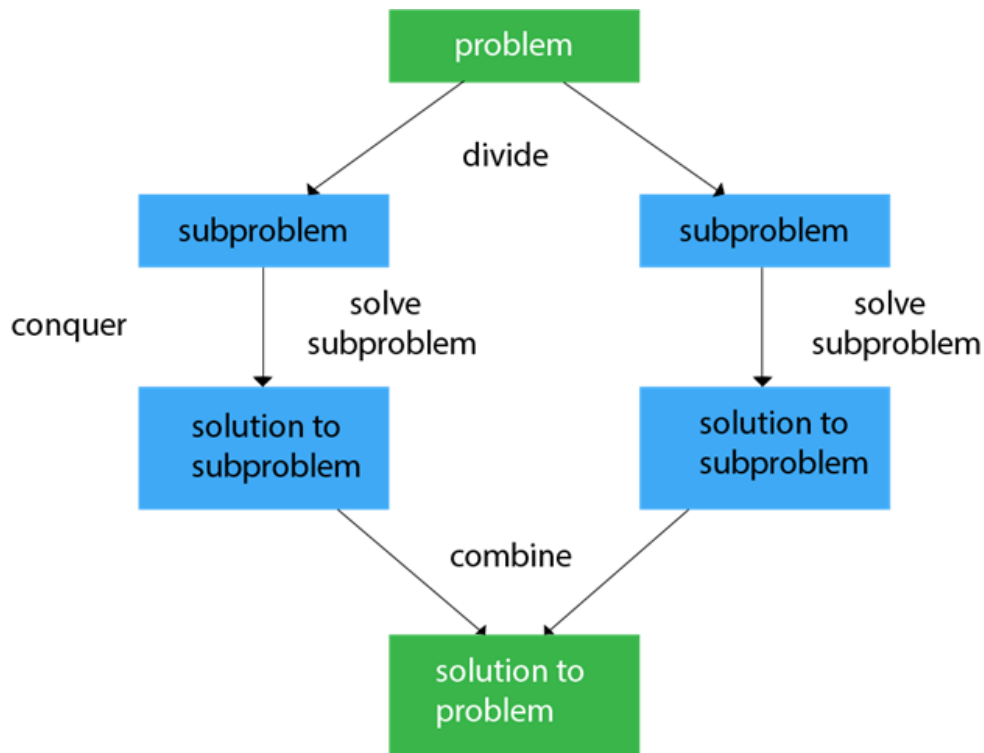 problem
divide
subproblem
subproblem
conquer
solve
subproblem
solve
subproblem
solution to
subproblem
solution to
subproblem
combine
solution to
problem